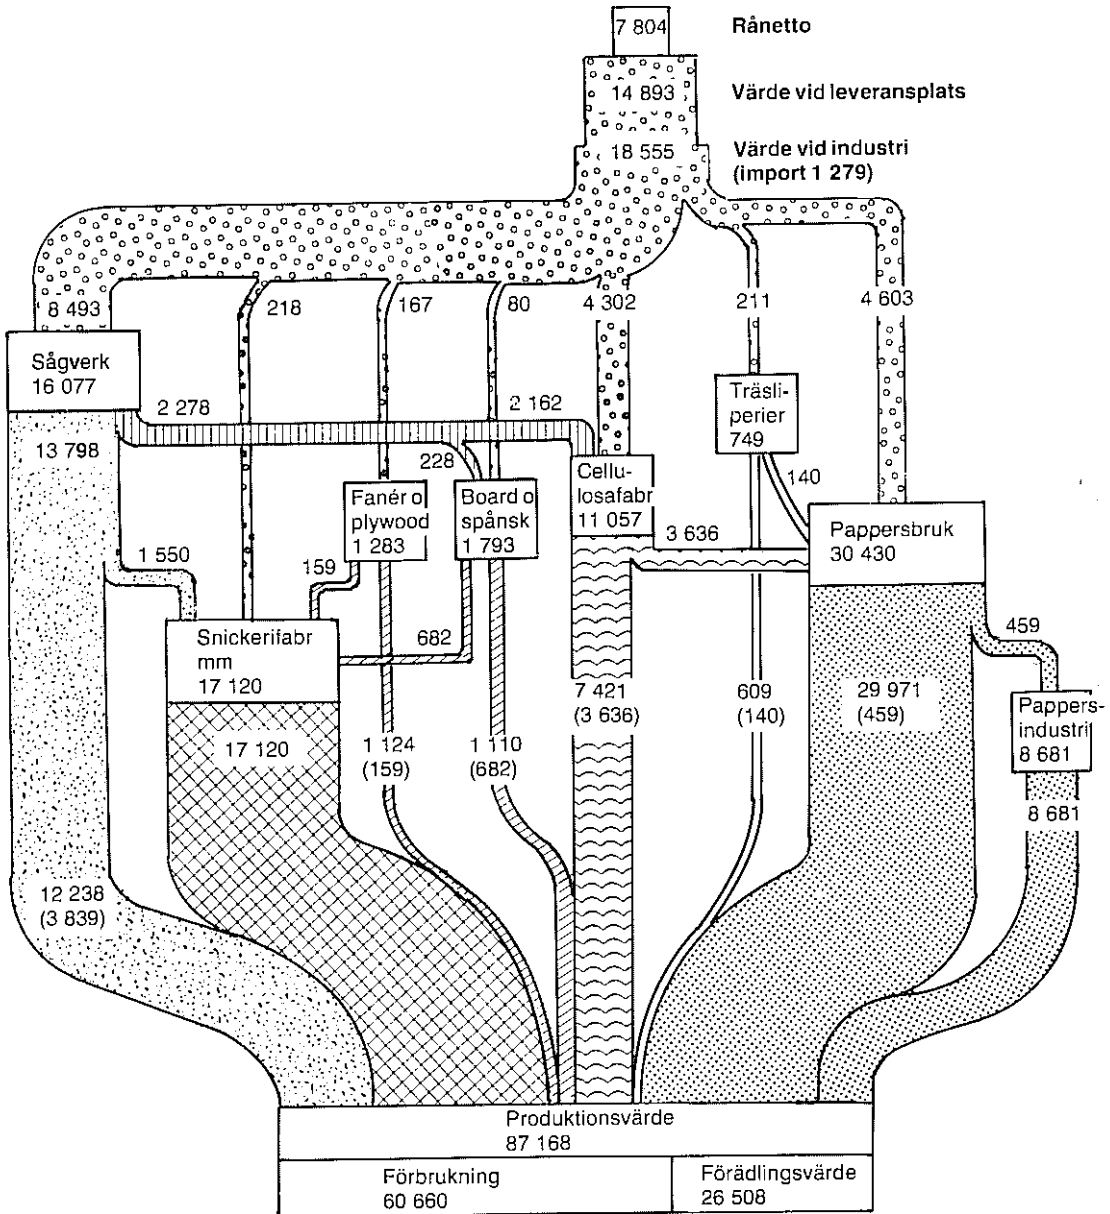 7 804
Rånetto
14 893
Värde vid leveransplats
18 555
Värde vid industri
(import 1 279)
8 493
218
167
80
4 302
211
4 603
Sågverk
16 077
2 278
2 162
Träsli-
perier
749
13 798
228
140
Fanér o
plywood
1 283
Board o
spånsk
1 793
Cellu-
losafabr
11 057
3 636
Pappersbruk
30 430
1 550
159
682
459
Snickerifabr
mm
17 120
7 421
(3 636)
609
(140)
29 971
(459)
Pappers-
industri
8 681
17 120
1 124
(159)
1 110
(682)
8 681
12 238
(3 839)
Produktionsvärde
87 168
Förbrukning
60 660
Förädlingsvärde
26 508